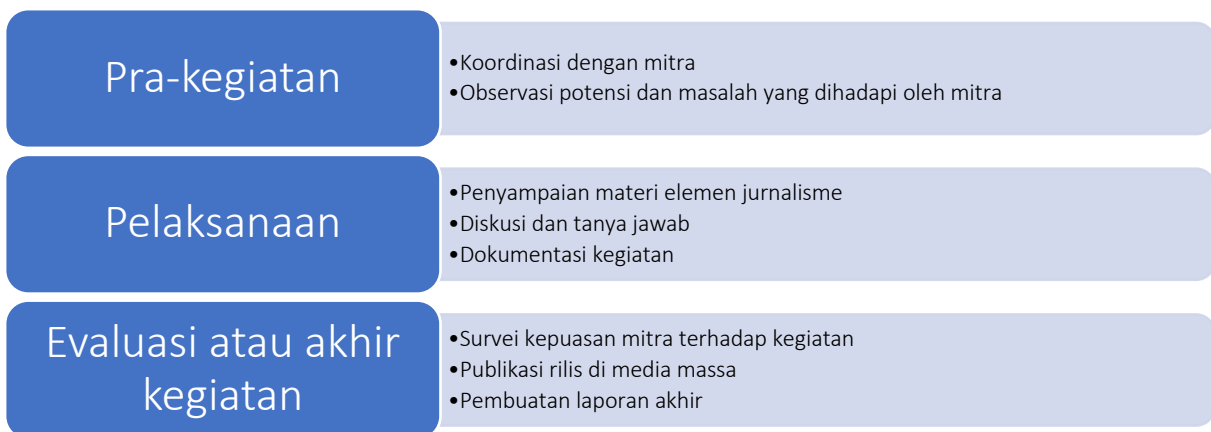 Pra-kegiatan
•Koordinasi dengan mitra
•Observasi potensi dan masalah yang dihadapi oleh mitra
Pelaksanaan
•Penyampaian materi elemen jurnalisme
•Diskusi dan tanya jawab
•Dokumentasi kegiatan
Evaluasi atau akhir
kegiatan
•Survei kepuasan mitra terhadap kegiatan
•Publikasi rilis di media massa
•Pembuatan laporan akhir